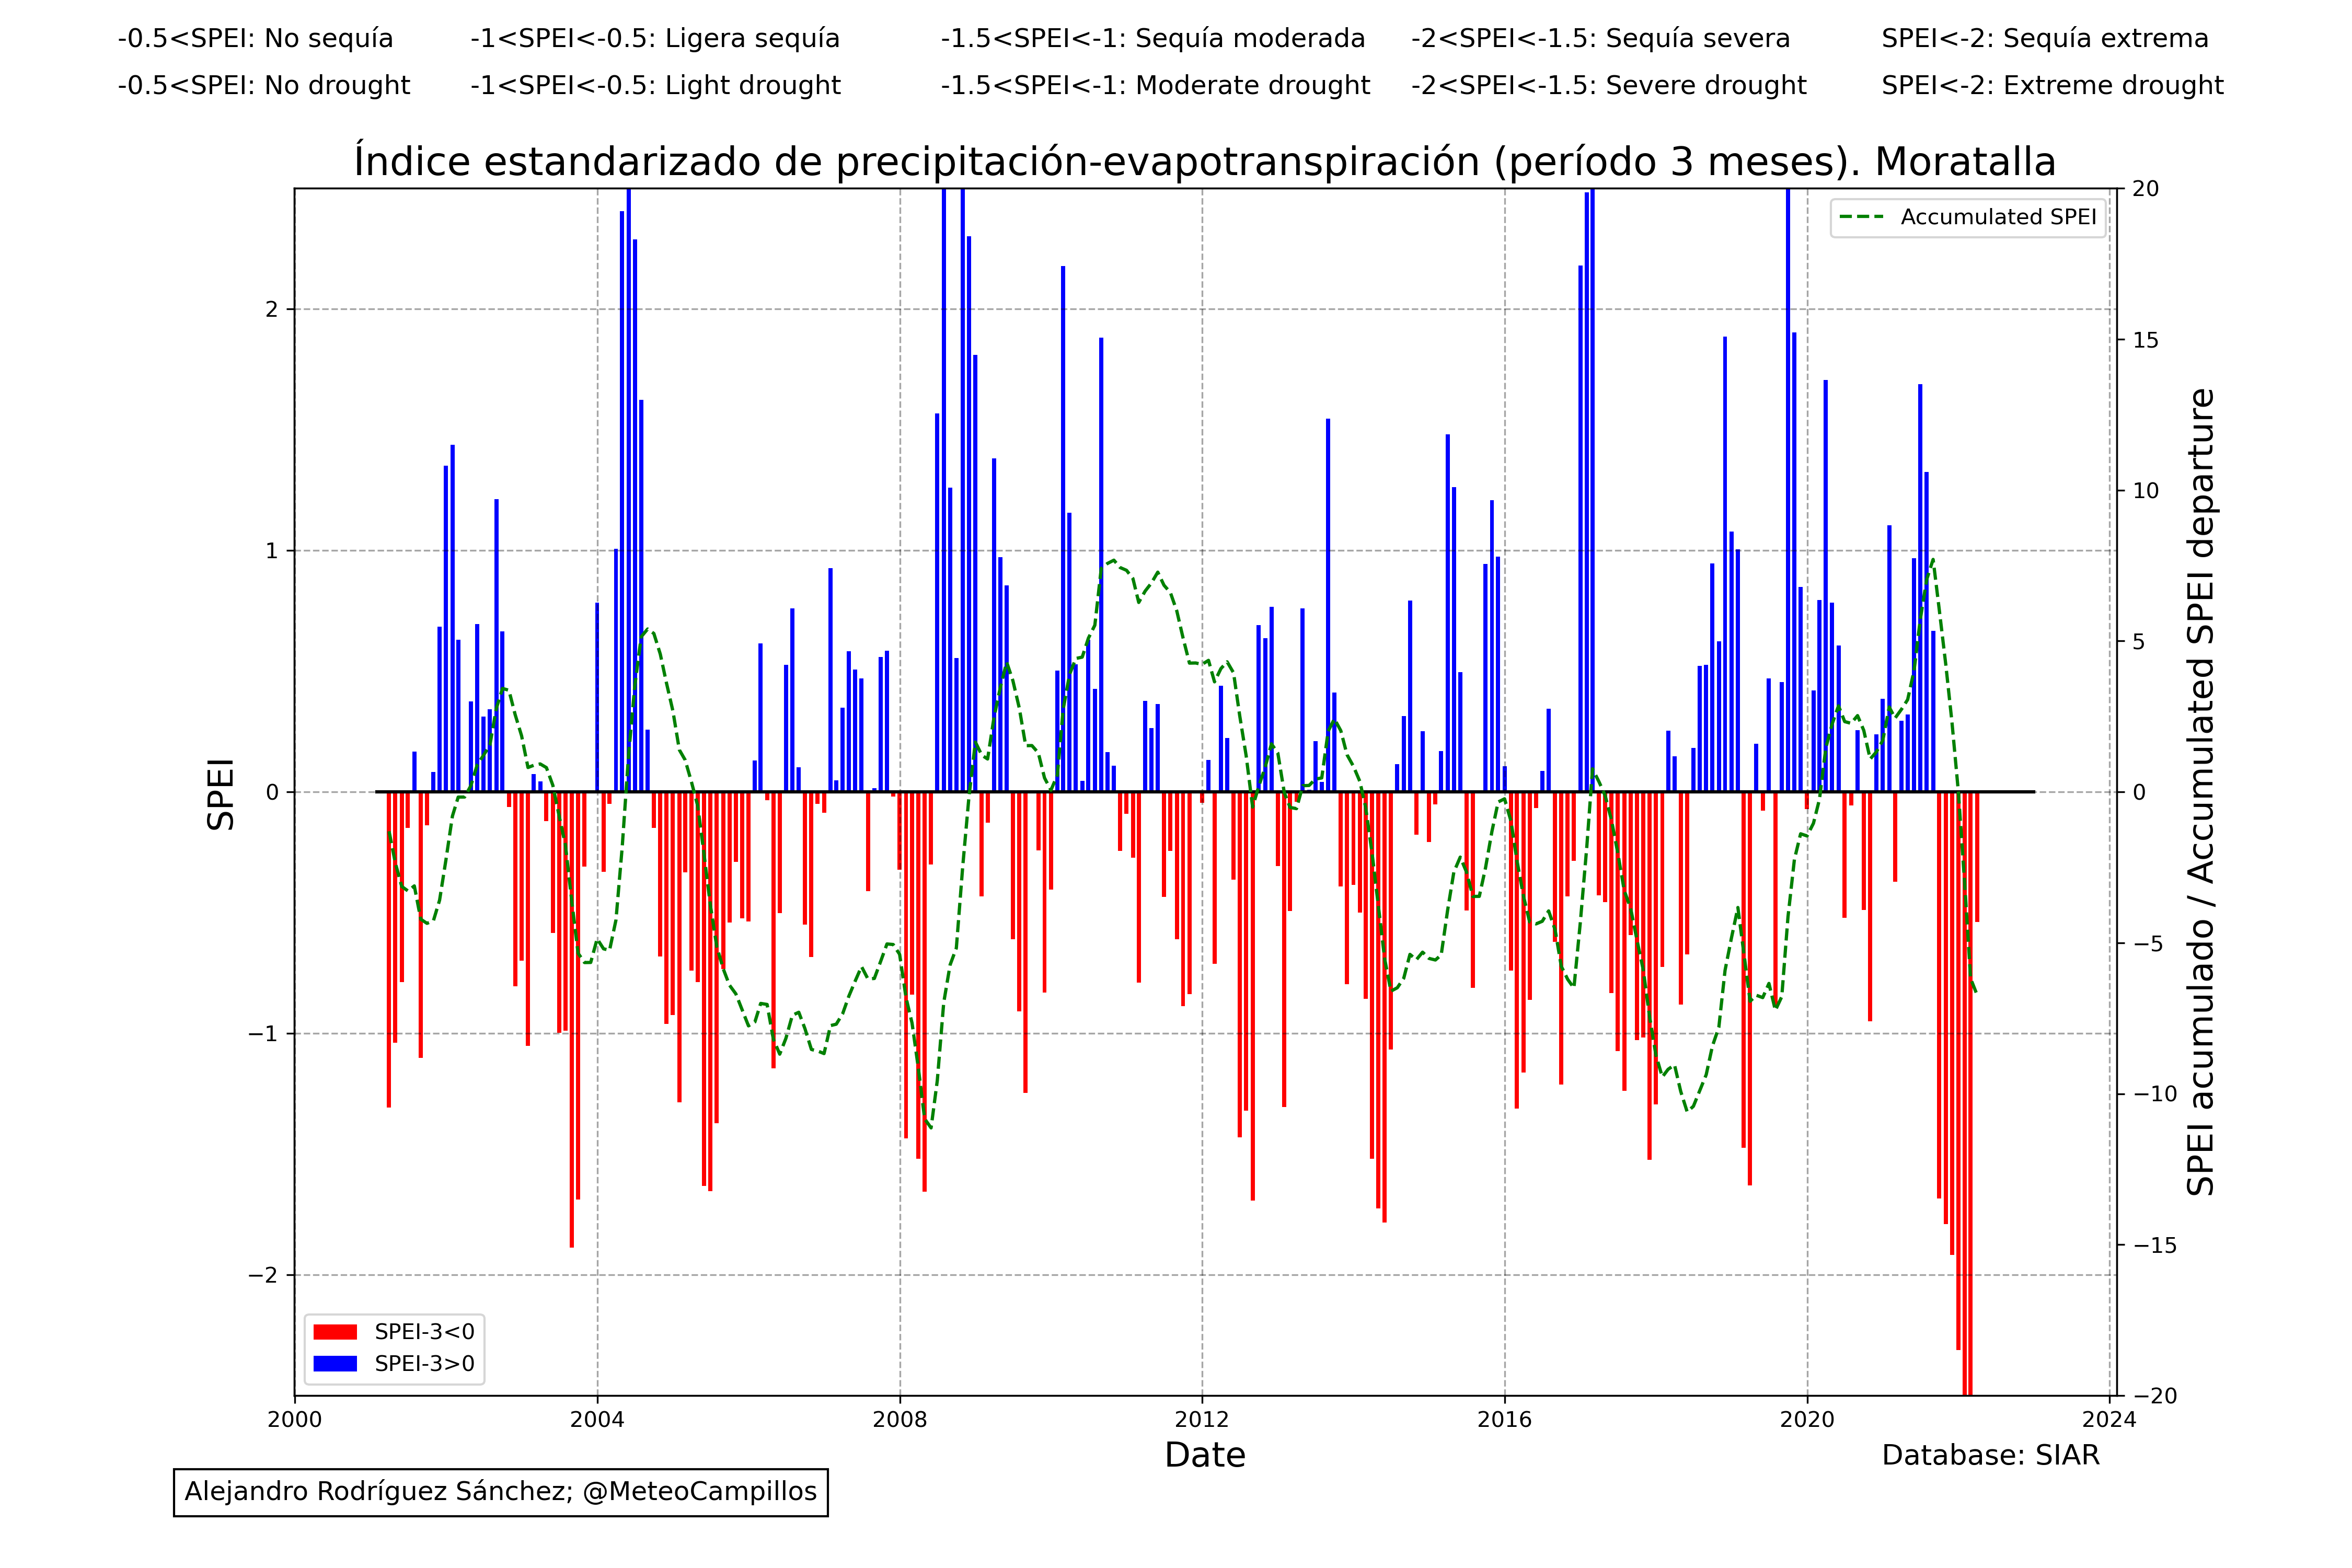 -0.5<SPEI: No sequía -1<SPEI<-0.5: Ligera sequía -1.5<SPEI<-1: Sequía moderada -2<SPEI<-1.5: Sequía severa SPEI<-2: Sequía extrema
-0.5<SPEI: No drought -1<SPEI<-0.5: Light drought -1.5<SPEI<-1: Moderate drought -2<SPEI<-1.5: Severe drought SPEI<-2: Extreme drought
Índice estandarizado de precipitación-evapotranspiración (período 3 meses). Moratalla
Accumulated SPEI
SPEI
2
1
0
−1
−2
20
15
10
5
0
−5
−10
−15
−20
SPEI acumulado / Accumulated SPEI departure
SPEI-3<0
SPEI-3>0
2000 2004 2008 2012 2016 2020 2024
Date
Database: SIAR
Alejandro Rodríguez Sánchez; @MeteoCampillos